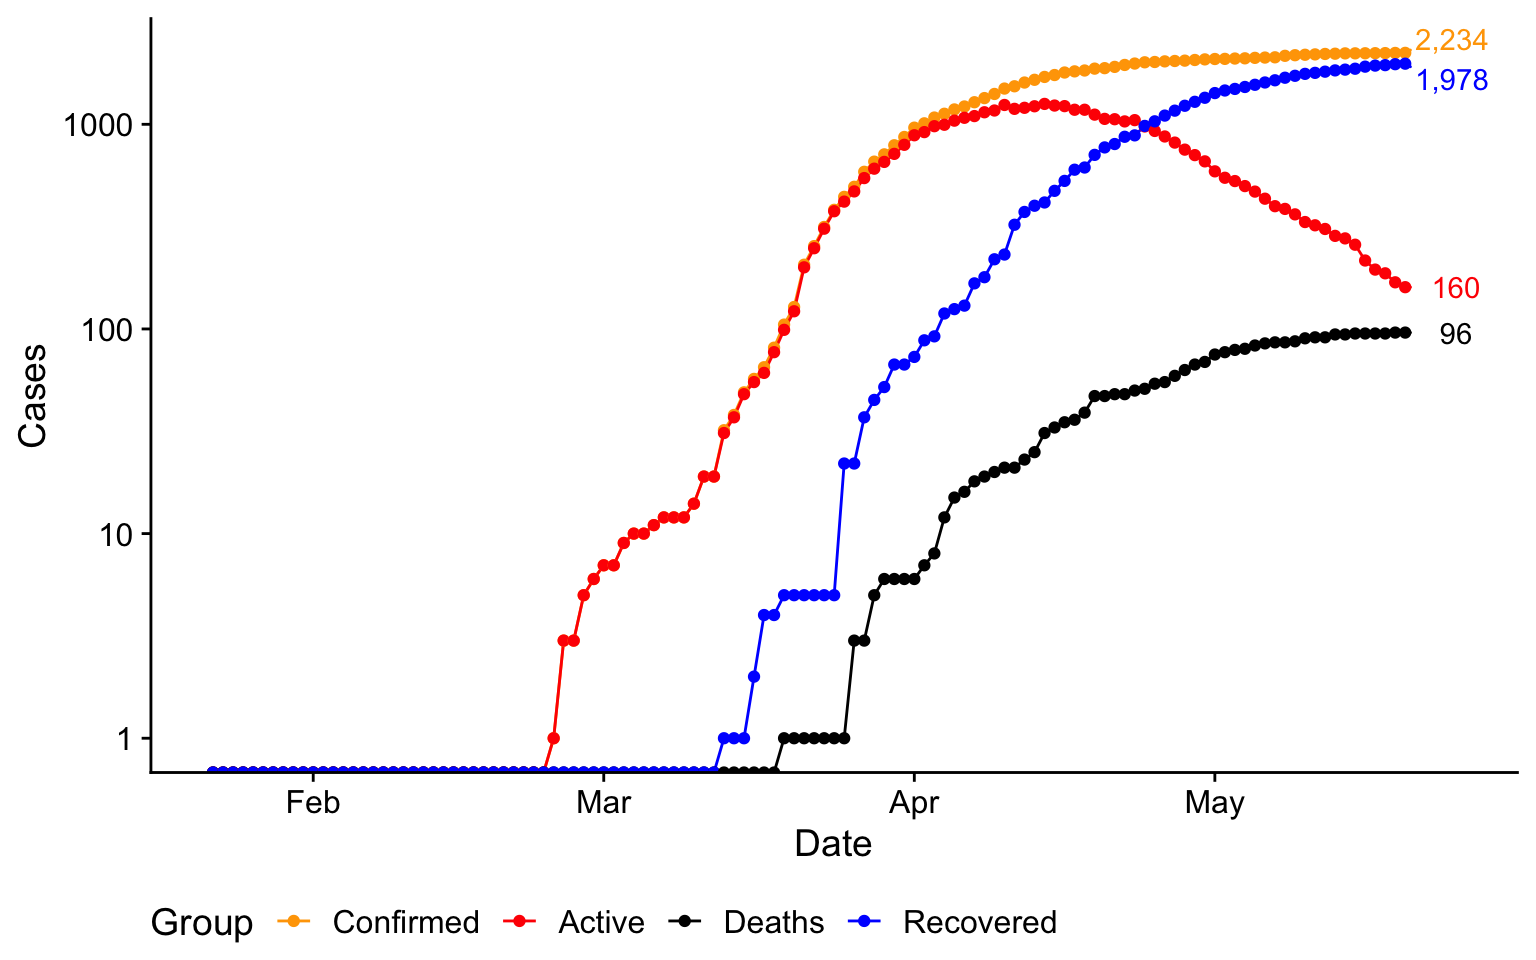 2,234
1,978
1000
160
100
96
Cases
10
1
Feb Mar Apr May
Date
Group Confirmed Active Deaths Recovered